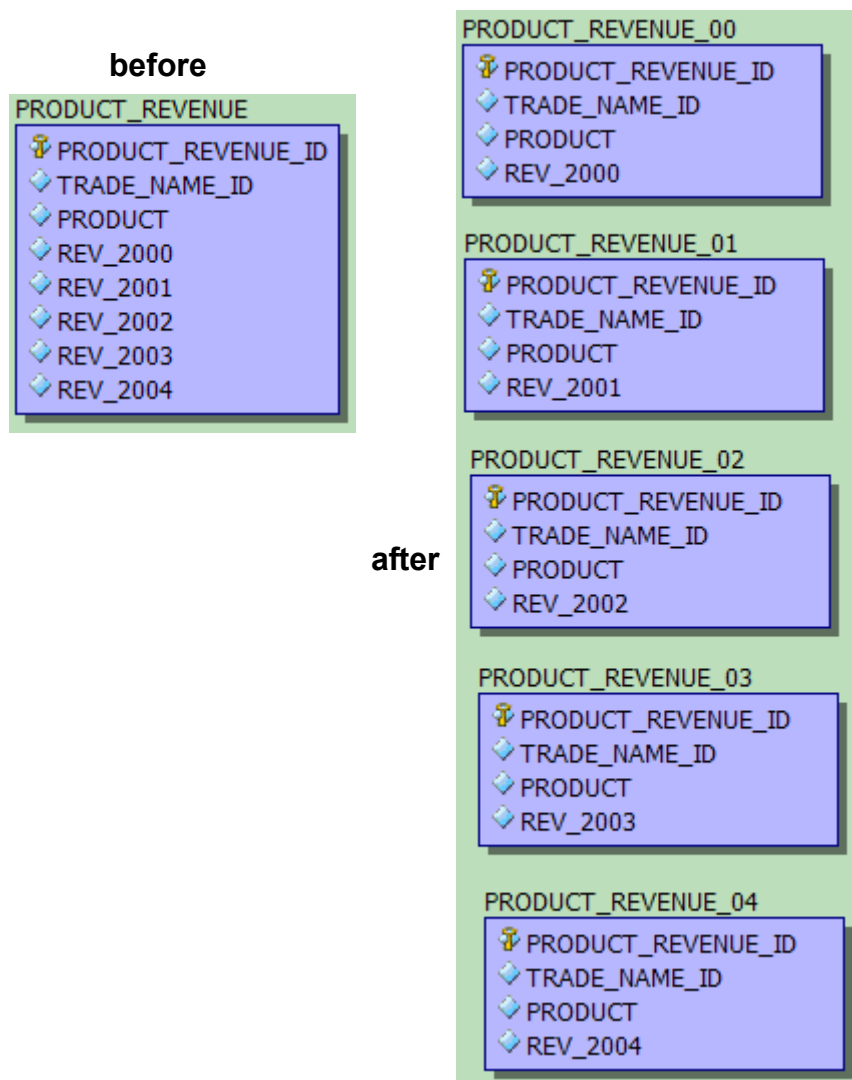 before
PRODUCT_REVENUE
PRODUCT_REVENUE_ID
TRADE_NAME_ID
PRODUCT
REV_2000
REV_2001
REV_2002
REV_2003
REV_2004
after
PRODUCT_REVENUE_00
PRODUCT_REVENUE_ID
TRADE_NAME_ID
PRODUCT
REV_2000
PRODUCT_REVENUE_01
PRODUCT_REVENUE_ID
TRADE_NAME_ID
PRODUCT
REV_2001
PRODUCT_REVENUE_02
PRODUCT_REVENUE_ID
TRADE_NAME_ID
PRODUCT
REV_2002
PRODUCT_REVENUE_03
PRODUCT_REVENUE_ID
TRADE_NAME_ID
PRODUCT
REV_2003
PRODUCT_REVENUE_04
PRODUCT_REVENUE_ID
TRADE_NAME_ID
PRODUCT
REV_2004